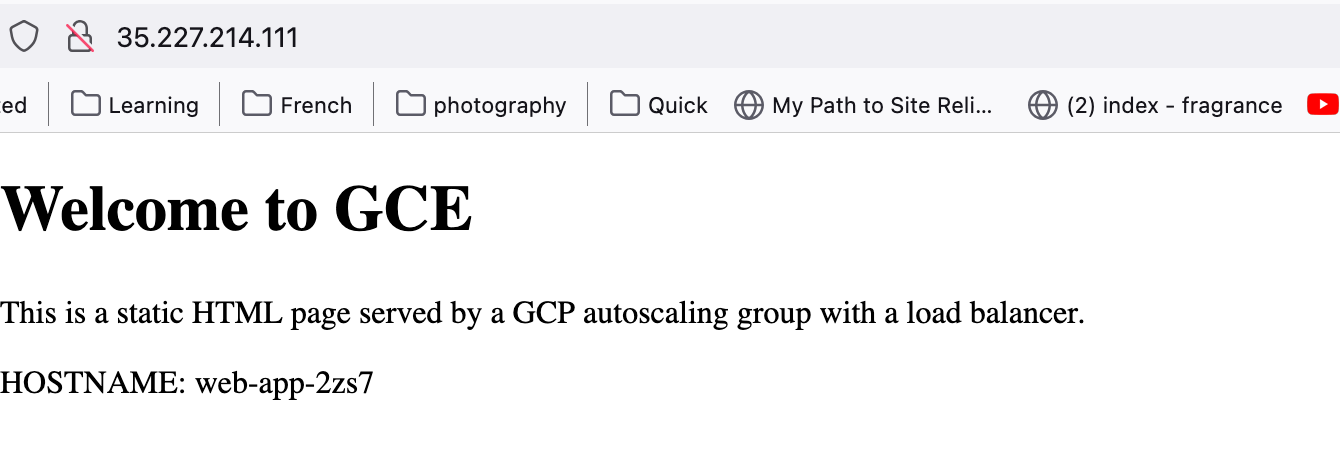 35.227.214.111
Learning French photography Quick My Path to Site Reli... (2) index - fragrance
Welcome to GCE
This is a static HTML page served by a GCP autoscaling group with a load balancer.
HOSTNAME: web-app-2zs7